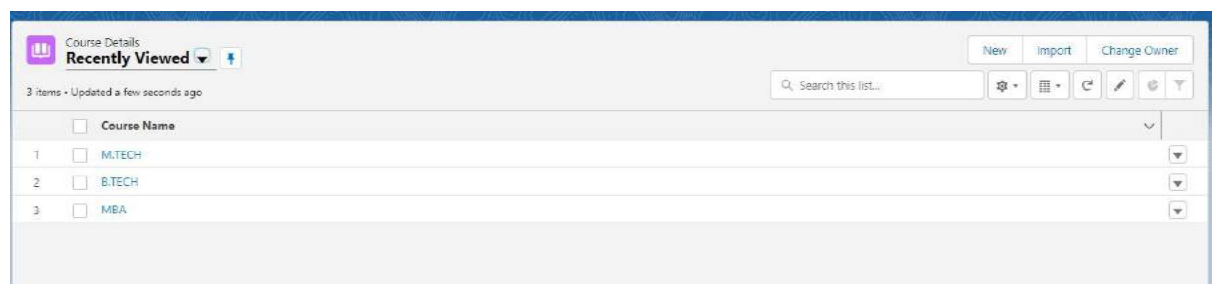 Course Details
Recently Viewed
New Import Change Owner
3 items • Updated a few seconds ago
Search this list...
Course Name
1 M.TECH
2 B.TECH
3 MBA